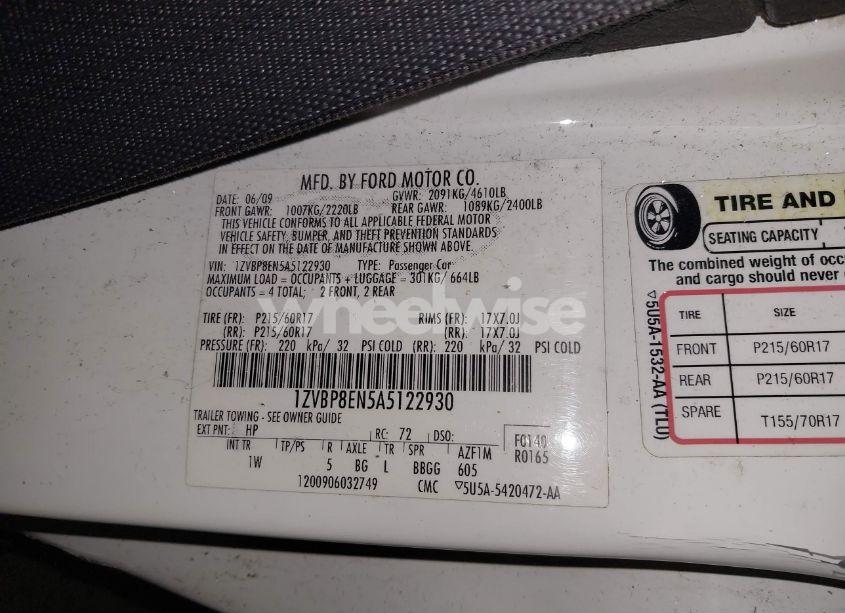 MFD. BY FORD MOTOR CO.
DATE: 06/09 GVWR: 2091KG/4610LB
FRONT GAWR: 1007KG/2220LB REAR GAWR: 1089KG/2400LB
THIS VEHICLE CONFORMS TO ALL APPLICABLE FEDERAL MOTOR
VEHICLE SAFETY, BUMPER, AND THEFT PREVENTION STANDARDS
IN EFFECT ON THE DATE OF MANUFACTURE SHOWN ABOVE.
VIN: 1ZVBP8EN5A5122930 TYPE: Passenger Car
MAXIMUM LOAD = OCCUPANTS + LUGGAGE = 301KG/ 664LB
OCCUPANTS = 4 TOTAL; 2 FRONT, 2 REAR
wheelwise
TIRE (FR): P215/60R17 RIMS (FR): 17X7.0J
(RR): P215/60R17 (RR): 17X7.0J
PRESSURE (FR): 220 kPa/ 32 PSI COLD (RR): 220 kPa/ 32 PSI COLD
1ZVBP8EN5A5122930
TRAILER TOWING - SEE OWNER GUIDE
EXT PNT: HP RC: 72 DSO: F0140
INT TR TP/PS R AXLE TR SPR AZF1M R0165
1W 5 BG L BBGG 605
1200906032749 CMC ▽5U5A-5420472-AA
TIRE AND
SEATING CAPACITY
The combined weight of occ
and cargo should never
▽5U5A-1532-AA (TLU)
TIRE SIZE
FRONT P215/60R17
REAR P215/60R17
SPARE T155/70R17